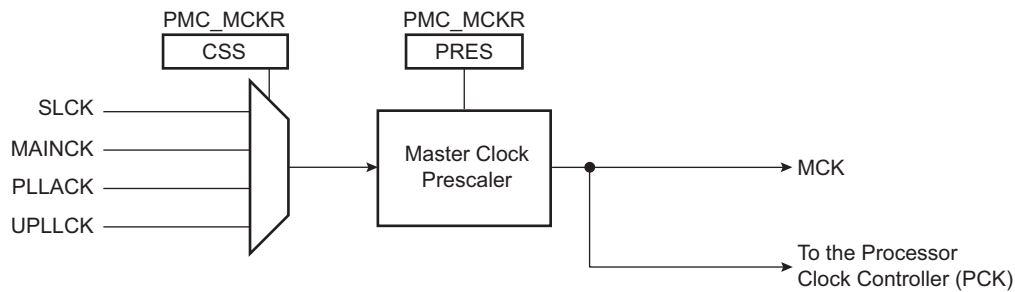 PMC_MCKR
PMC_MCKR
CSS
PRES
SLCK
MAINCK
PLLACK
UPLLCK
Master Clock
Prescaler
MCK
To the Processor
Clock Controller (PCK)